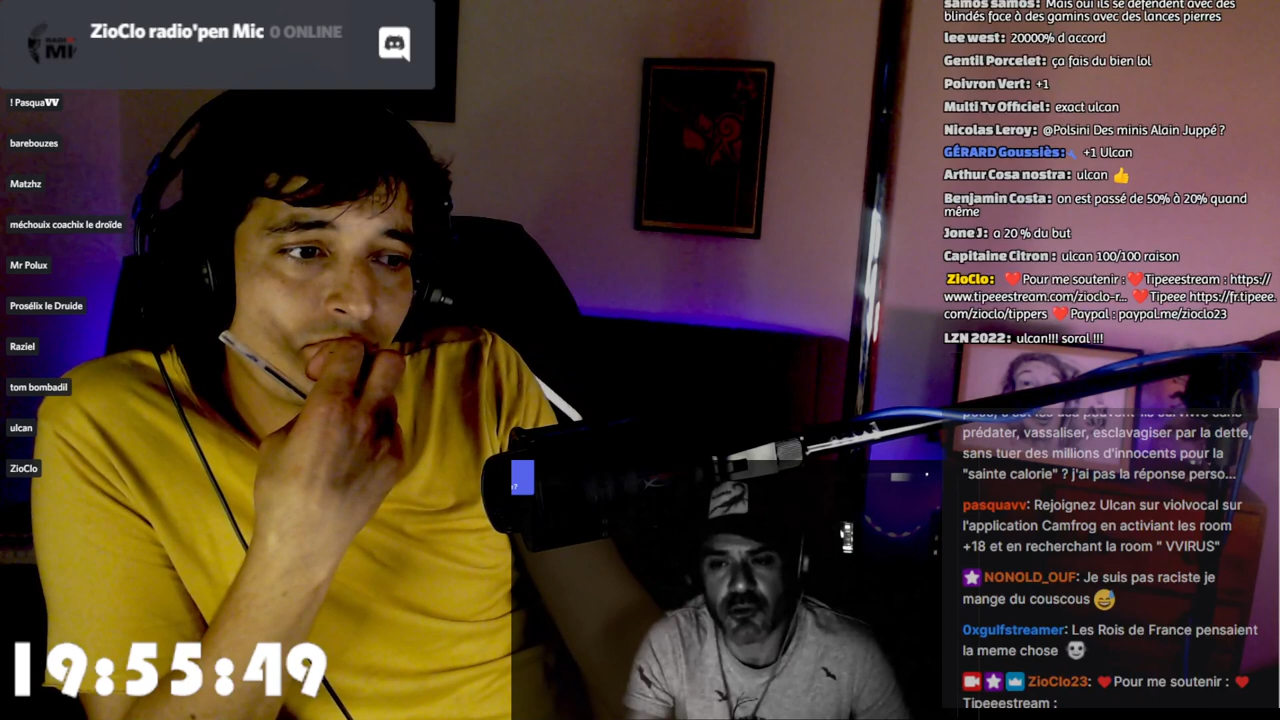 ZioClo radio'pen Mic 0 ONLINE
MI
! PasquaVV
barebouzes
Matzhz
méchouix coachix le droïde
Mr Polux
Prosélix le Druide
Raziel
tom bombadil
ulcan
ZioClo
19:55:49
samos samos: Mais oui ils se défendent avec des
blindés face à des gamins avec des lances pierres
lee west: 20000% d accord
Gentil Porcelet: ça fais du bien lol
Poivron Vert: +1
Multi Tv Officiel: exact ulcan
Nicolas Leroy: @Polsini Des minis Alain Juppé ?
GÉRARD Goussiès: +1 Ulcan
Arthur Cosa nostra: ulcan 👍
Benjamin Costa: on est passé de 50% à 20% quand
même
Jone J: a 20 % du but
Capitaine Citron : ulcan 100/100 raison
ZioClo: ❤️Pour me soutenir :❤️Tipeeestream : https://
www.tipeeestream.com/zioclo-r... ❤️Tipeee https://fr.tipeee.
com/zioclo/tippers ❤️Paypal : paypal.me/zioclo23
LZN 2022: ulcan!!! soral !!!
prédater, vassaliser, esclavagiser par la dette,
sans tuer des millions d'innocents pour la
"sainte calorie" ? j'ai pas la réponse perso...
pasquavv: Rejoignez Ulcan sur violvocal sur
l'application Camfrog en activiant les room
+18 et en recherchant la room " VVIRUS"
NONOLD_OUF: Je suis pas raciste je
mange du couscous 😅
0xgulfstreamer: Les Rois de France pensaient
la meme chose
ZioClo23: ❤️Pour me soutenir : ❤️
Tipeeestream :